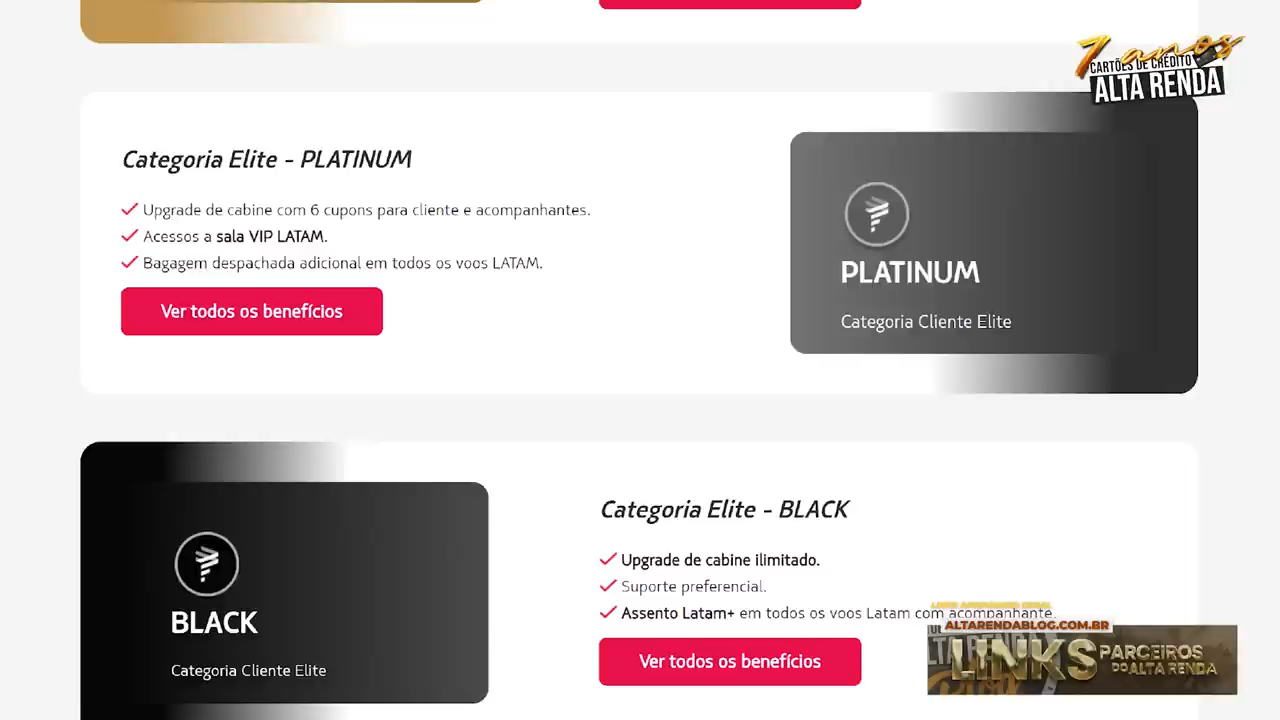 7 anos
CARTÕES DE CRÉDITO
ALTA RENDA
Categoria Elite - PLATINUM
Upgrade de cabine com 6 cupons para cliente e acompanhantes.
Acessos a sala VIP LATAM.
Bagagem despachada adicional em todos os voos LATAM.
Ver todos os benefícios
PLATINUM
Categoria Cliente Elite
BLACK
Categoria Cliente Elite
Categoria Elite - BLACK
Upgrade de cabine ilimitado.
Suporte preferencial.
Assento Latam+ em todos os voos Latam com acompanhante.
Ver todos os benefícios
ALTARENDABLOG.COM.BR
LINKS PARCEIROS
DO ALTA RENDA